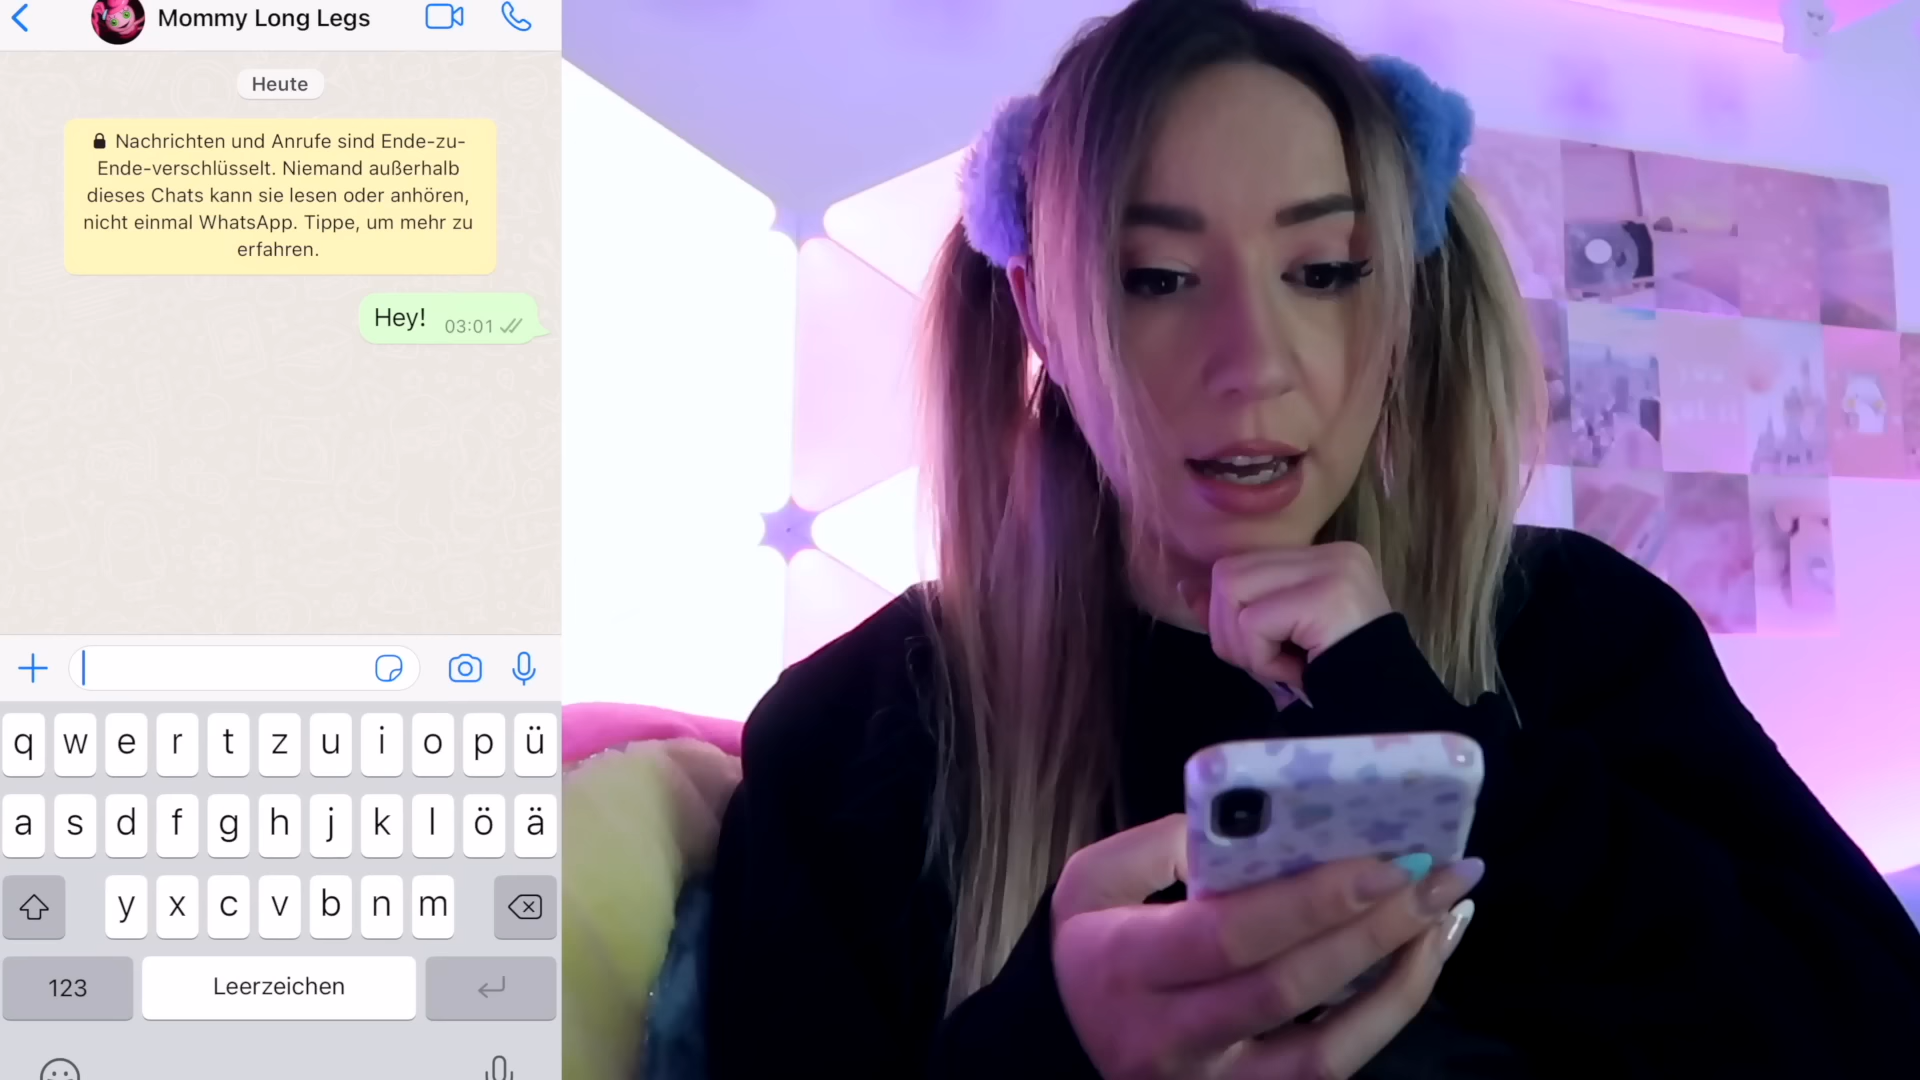 Mommy Long Legs
Heute
Nachrichten und Anrufe sind Ende-zu-
Ende-verschlüsselt. Niemand außerhalb
dieses Chats kann sie lesen oder anhören,
nicht einmal WhatsApp. Tippe, um mehr zu
erfahren.
Hey! 03:01
q w e r t z u i o p ü
a s d f g h j k l ö ä
y x c v b n m
123 Leerzeichen